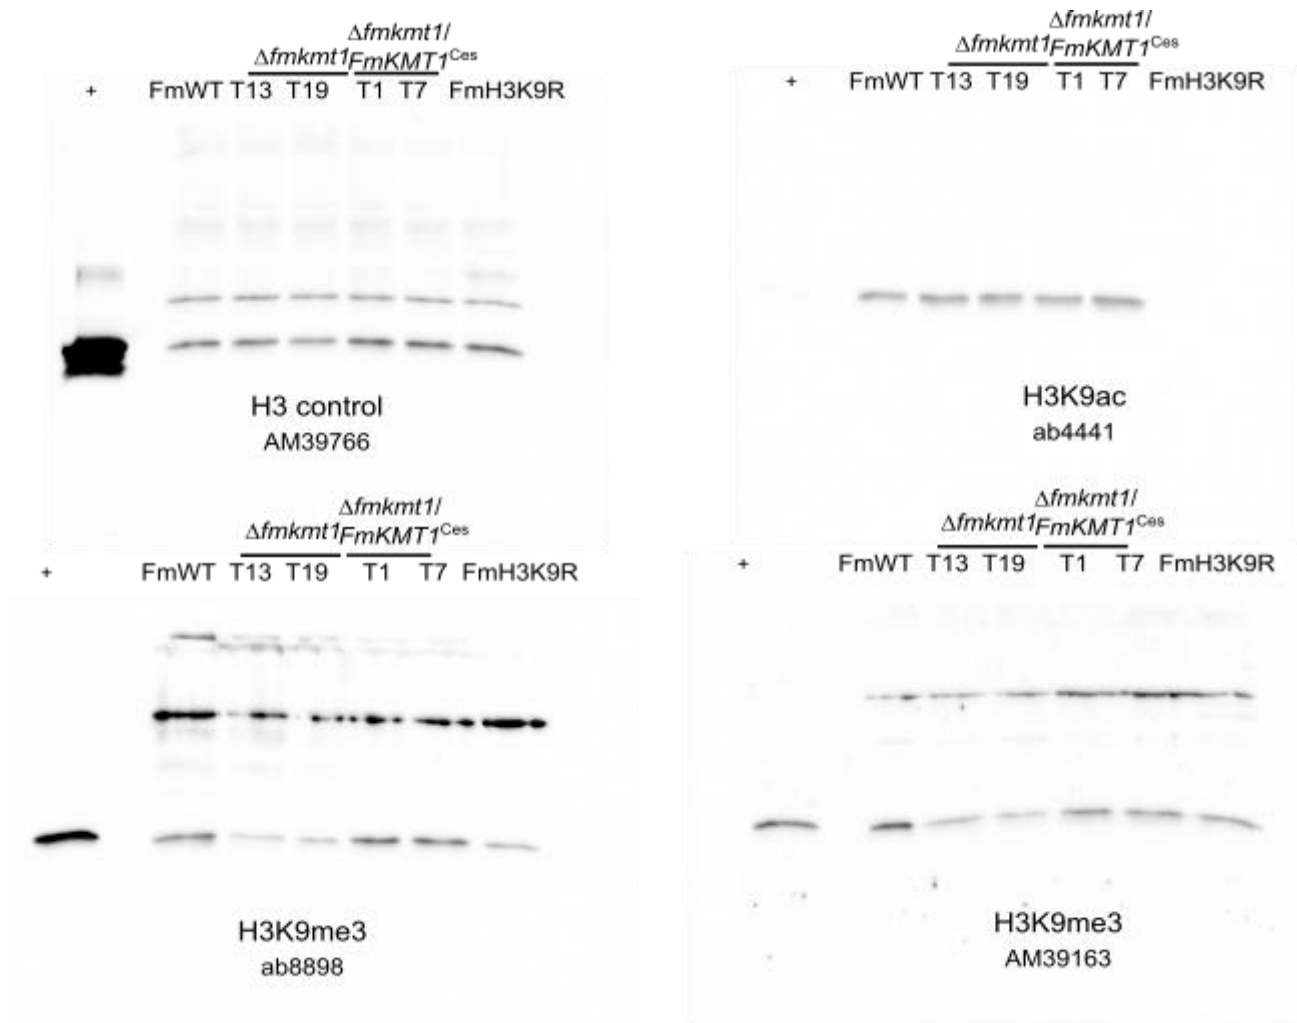 Δfmkmt1/
Δfmkmt1 FmKMT1Ces
+ FmWT T13 T19 T1 T7 FmH3K9R
H3 control
AM39766
Δfmkmt1/
Δfmkmt1 FmKMT1Ces
+ FmWT T13 T19 T1 T7 FmH3K9R
H3K9ac
ab4441
Δfmkmt1/
Δfmkmt1 FmKMT1Ces
+ FmWT T13 T19 T1 T7 FmH3K9R
H3K9me3
ab8898
Δfmkmt1/
Δfmkmt1 FmKMT1Ces
+ FmWT T13 T19 T1 T7 FmH3K9R
H3K9me3
AM39163